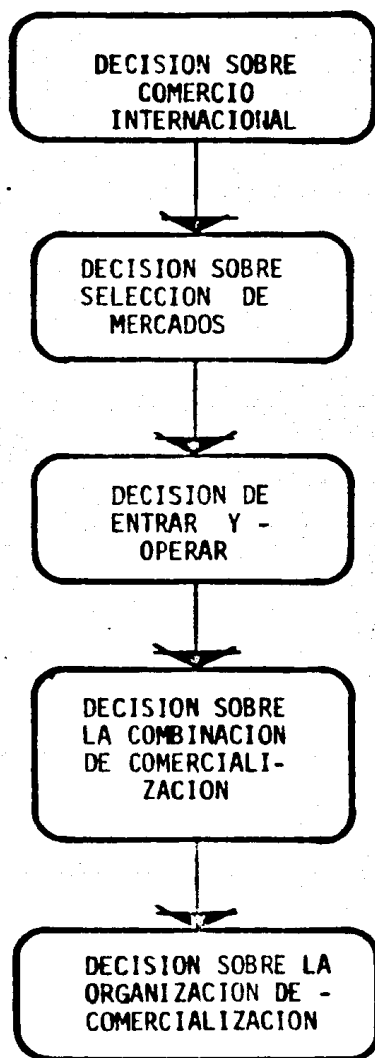 DECISION SOBRE
COMERCIO
INTERNACIONAL
DECISION SOBRE
SELECCION DE
MERCADOS
DECISION DE
ENTRAR Y -
OPERAR
DECISION SOBRE
LA COMBINACION
DE COMERCIALI-
ZACION
DECISION SOBRE LA
ORGANIZACION DE -
COMERCIALIZACION